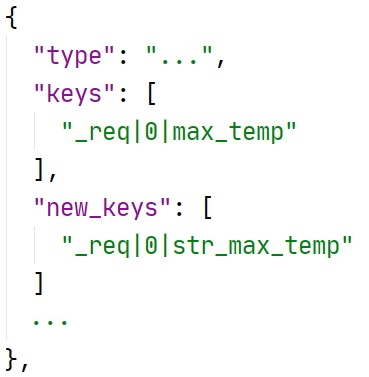 {
"type": "...",
"keys": [
"_req|0|max_temp"
],
"new_keys": [
"_req|0|str_max_temp"
]
...
},